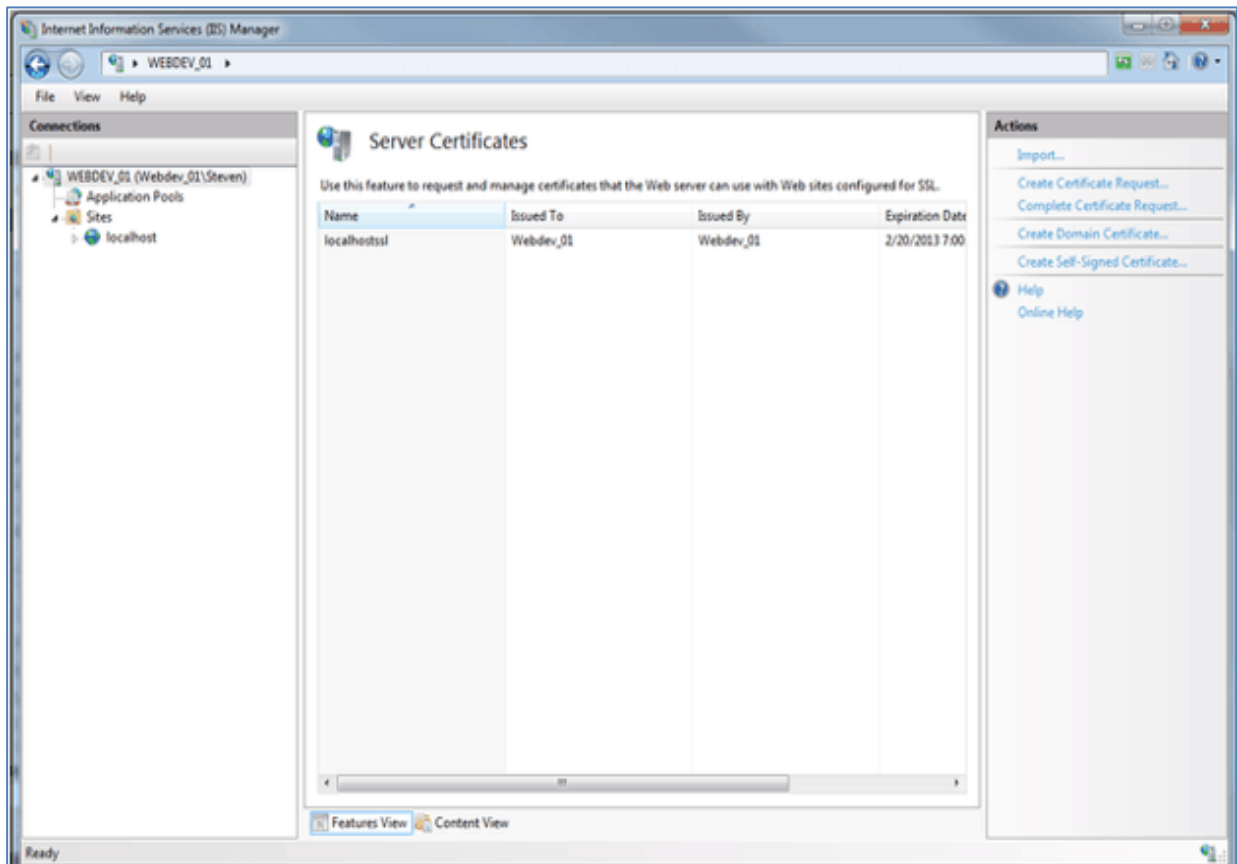 Internet Information Services (IIS) Manager
WEBDEV_01
File View Help
Connections
WEBDEV_01 (Webdev_01\Steven)
Application Pools
Sites
localhost
Server Certificates
Use this feature to request and manage certificates that the Web server can use with Web sites configured for SSL.
Name Issued To Issued By Expiration Date
localhostssl Webdev_01 Webdev_01 2/20/2013 7:00
Features View Content View
Actions
Import...
Create Certificate Request...
Complete Certificate Request...
Create Domain Certificate...
Create Self-Signed Certificate...
Help
Online Help
Ready